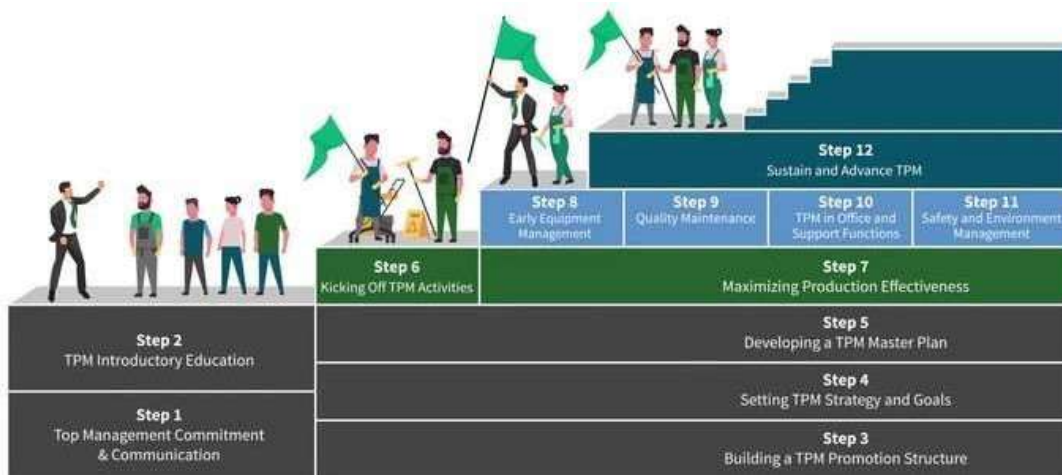 Step 12
Sustain and Advance TPM
Step 8
Early Equipment
Management
Step 9
Quality Maintenance
Step 10
TPM in Office and
Support Functions
Step 11
Safety and Environment
Management
Step 6
Kicking Off TPM Activities
Step 7
Maximizing Production Effectiveness
Step 2
TPM Introductory Education
Step 5
Developing a TPM Master Plan
Step 4
Setting TPM Strategy and Goals
Step 1
Top Management Commitment
& Communication
Step 3
Building a TPM Promotion Structure